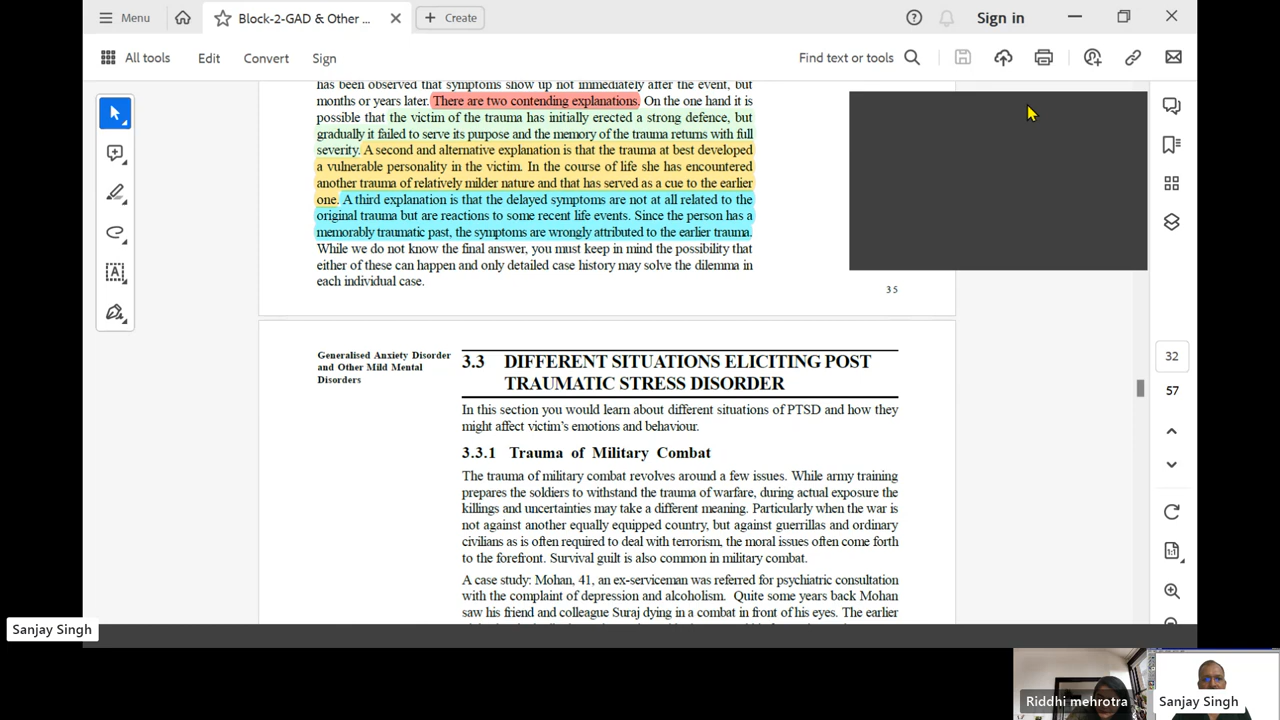 Menu
Block-2-GAD & Other ...
Create
Sign in
All tools
Edit
Convert
Sign
Find text or tools
has been observed that symptoms show up not immediately after the event, but
months or years later. There are two contending explanations. On the one hand it is
possible that the victim of the trauma has initially erected a strong defence, but
gradually it failed to serve its purpose and the memory of the trauma returns with full
severity. A second and alternative explanation is that the trauma at best developed
a vulnerable personality in the victim. In the course of life she has encountered
another trauma of relatively milder nature and that has served as a cue to the earlier
one. A third explanation is that the delayed symptoms are not at all related to the
original trauma but are reactions to some recent life events. Since the person has a
memorably traumatic past, the symptoms are wrongly attributed to the earlier trauma.
While we do not know the final answer, you must keep in mind the possibility that
either of these can happen and only detailed case history may solve the dilemma in
each individual case.
35
Generalised Anxiety Disorder
and Other Mild Mental
Disorders
3.3 DIFFERENT SITUATIONS ELICITING POST
TRAUMATIC STRESS DISORDER
In this section you would learn about different situations of PTSD and how they
might affect victim's emotions and behaviour.
3.3.1 Trauma of Military Combat
The trauma of military combat revolves around a few issues. While army training
prepares the soldiers to withstand the trauma of warfare, during actual exposure the
killings and uncertainties may take a different meaning. Particularly when the war is
not against another equally equipped country, but against guerrillas and ordinary
civilians as is often required to deal with terrorism, the moral issues often come forth
to the forefront. Survival guilt is also common in military combat.
A case study: Mohan, 41, an ex-serviceman was referred for psychiatric consultation
with the complaint of depression and alcoholism. Quite some years back Mohan
saw his friend and colleague Suraj dying in a combat in front of his eyes. The earlier
32
57
1:1
Sanjay Singh
Riddhi mehrotra
Sanjay Singh